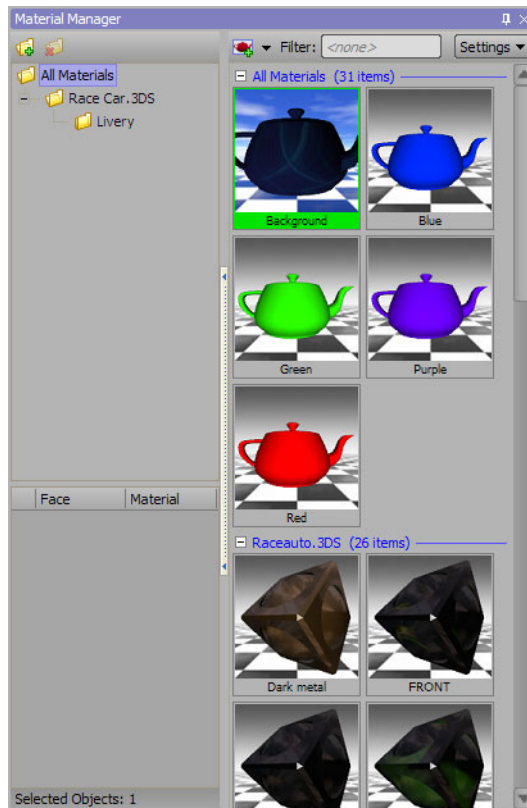 Material Manager
Filter: <none> Settings
All Materials
Race Car.3DS
Livery
Face Material
Selected Objects: 1
All Materials (31 items)
Background Blue
Green Purple
Red
Raceauto.3DS (26 items)
Dark metal FRONT